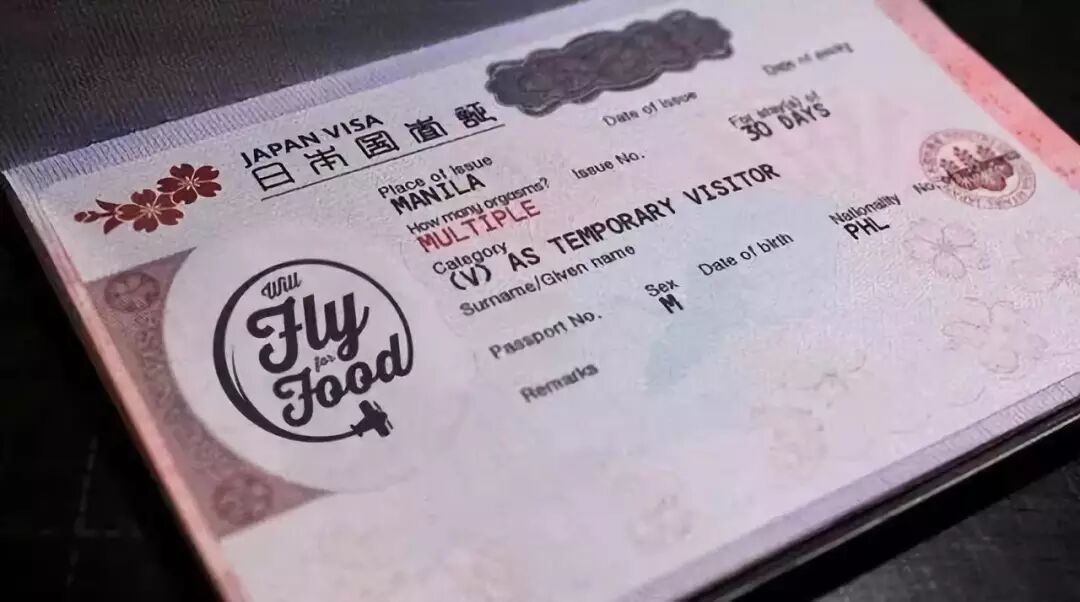 JAPAN VISA
日本国査証
Place of Issue
MANILA
Date of Issue
Date of expiry
How many orgasms?
MULTIPLE
Issue No.
For stay(s) of
30 DAYS
Category
(V) AS TEMPORARY VISITOR
Surname/Given name
Sex
M
Date of birth
Nationality
PHL
Passport No.
Remarks
Will
Fly
for
Food